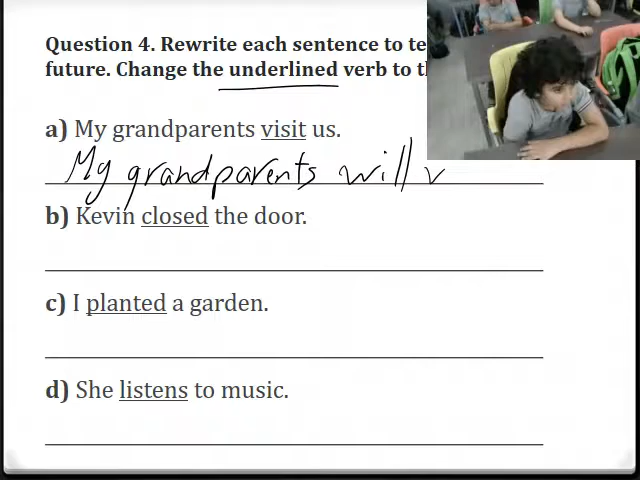 Question 4. Rewrite each sentence to te
future. Change the underlined verb to t
a) My grandparents visit us.
My grandparents will v
b) Kevin closed the door.
c) I planted a garden.
d) She listens to music.